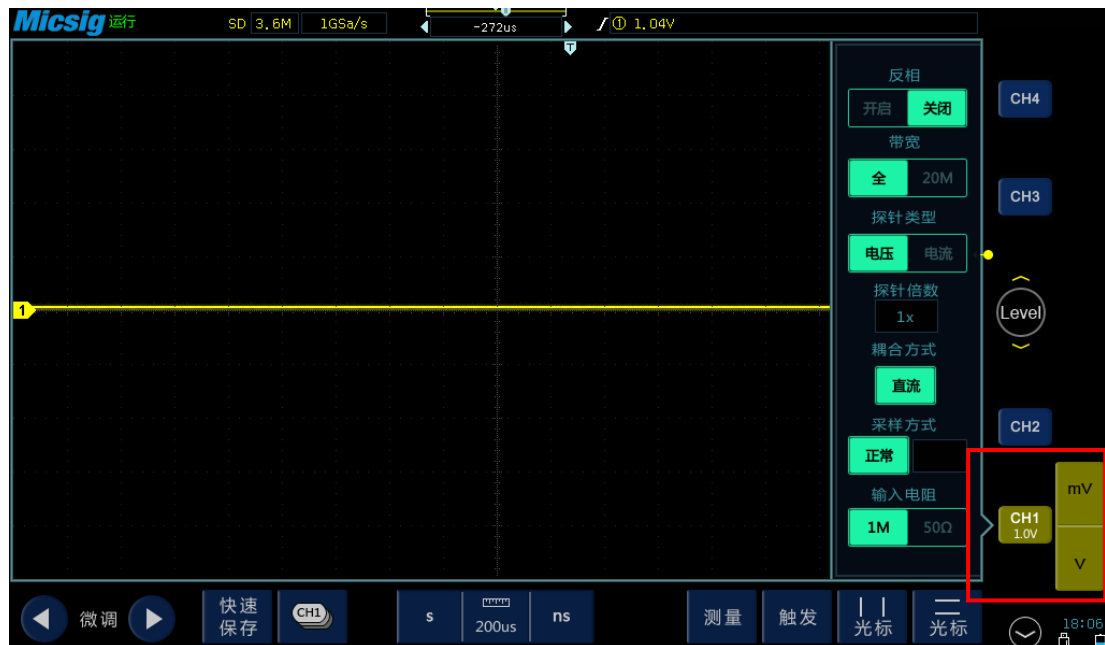 Micsig 运行 SD 3.6M 1GSa/s -272us ① 1.04V
T
反相
开启 关闭
带宽
全 20M
探针类型
电压 电流
探针倍数
1x
耦合方式
直流
采样方式
正常
输入电阻
1M 50Ω
1
CH4
CH3
Level
CH2
CH1
1.0V
mV
V
微调
快速
保存
CH1
s
200us
ns
测量
触发
光标
光标
18:06